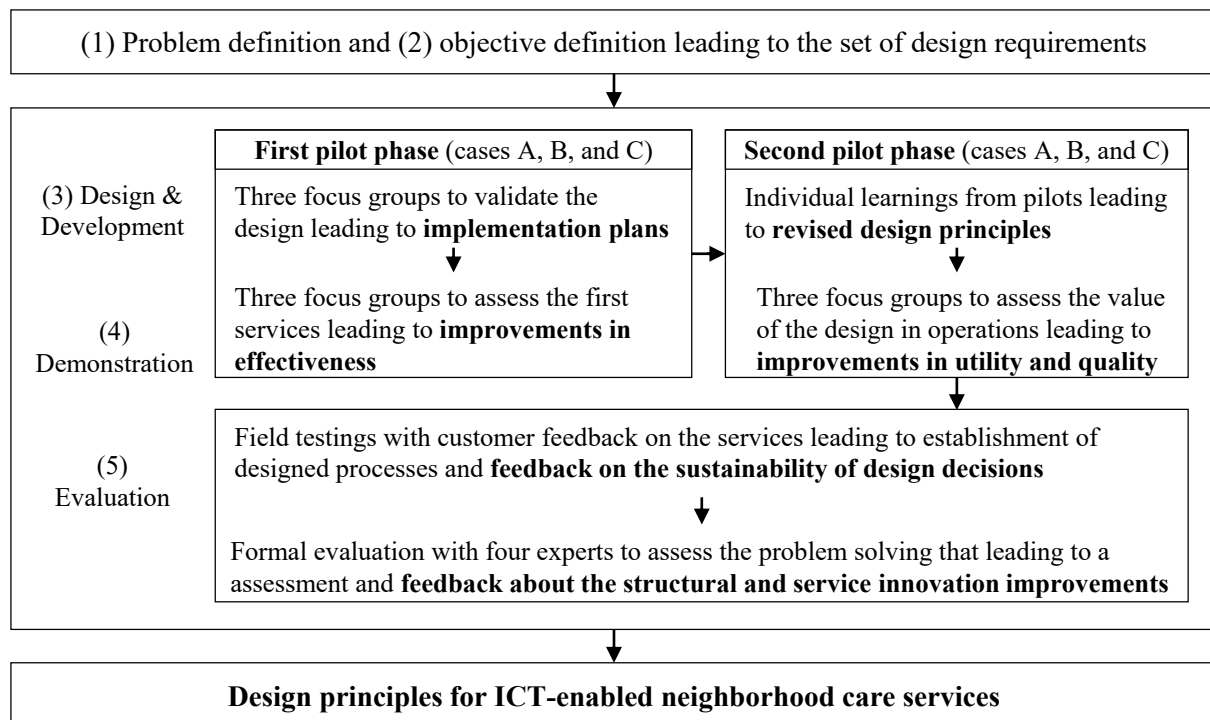 (1) Problem definition and (2) objective definition leading to the set of design requirements
(3) Design &
Development
First pilot phase (cases A, B, and C)
Three focus groups to validate the
design leading to implementation plans
Three focus groups to assess the first
services leading to improvements in
effectiveness
Second pilot phase (cases A, B, and C)
Individual learnings from pilots leading
to revised design principles
Three focus groups to assess the value
of the design in operations leading to
improvements in utility and quality
(4)
Demonstration
(5)
Evaluation
Field testings with customer feedback on the services leading to establishment of
designed processes and feedback on the sustainability of design decisions
Formal evaluation with four experts to assess the problem solving that leading to a
assessment and feedback about the structural and service innovation improvements
Design principles for ICT-enabled neighborhood care services